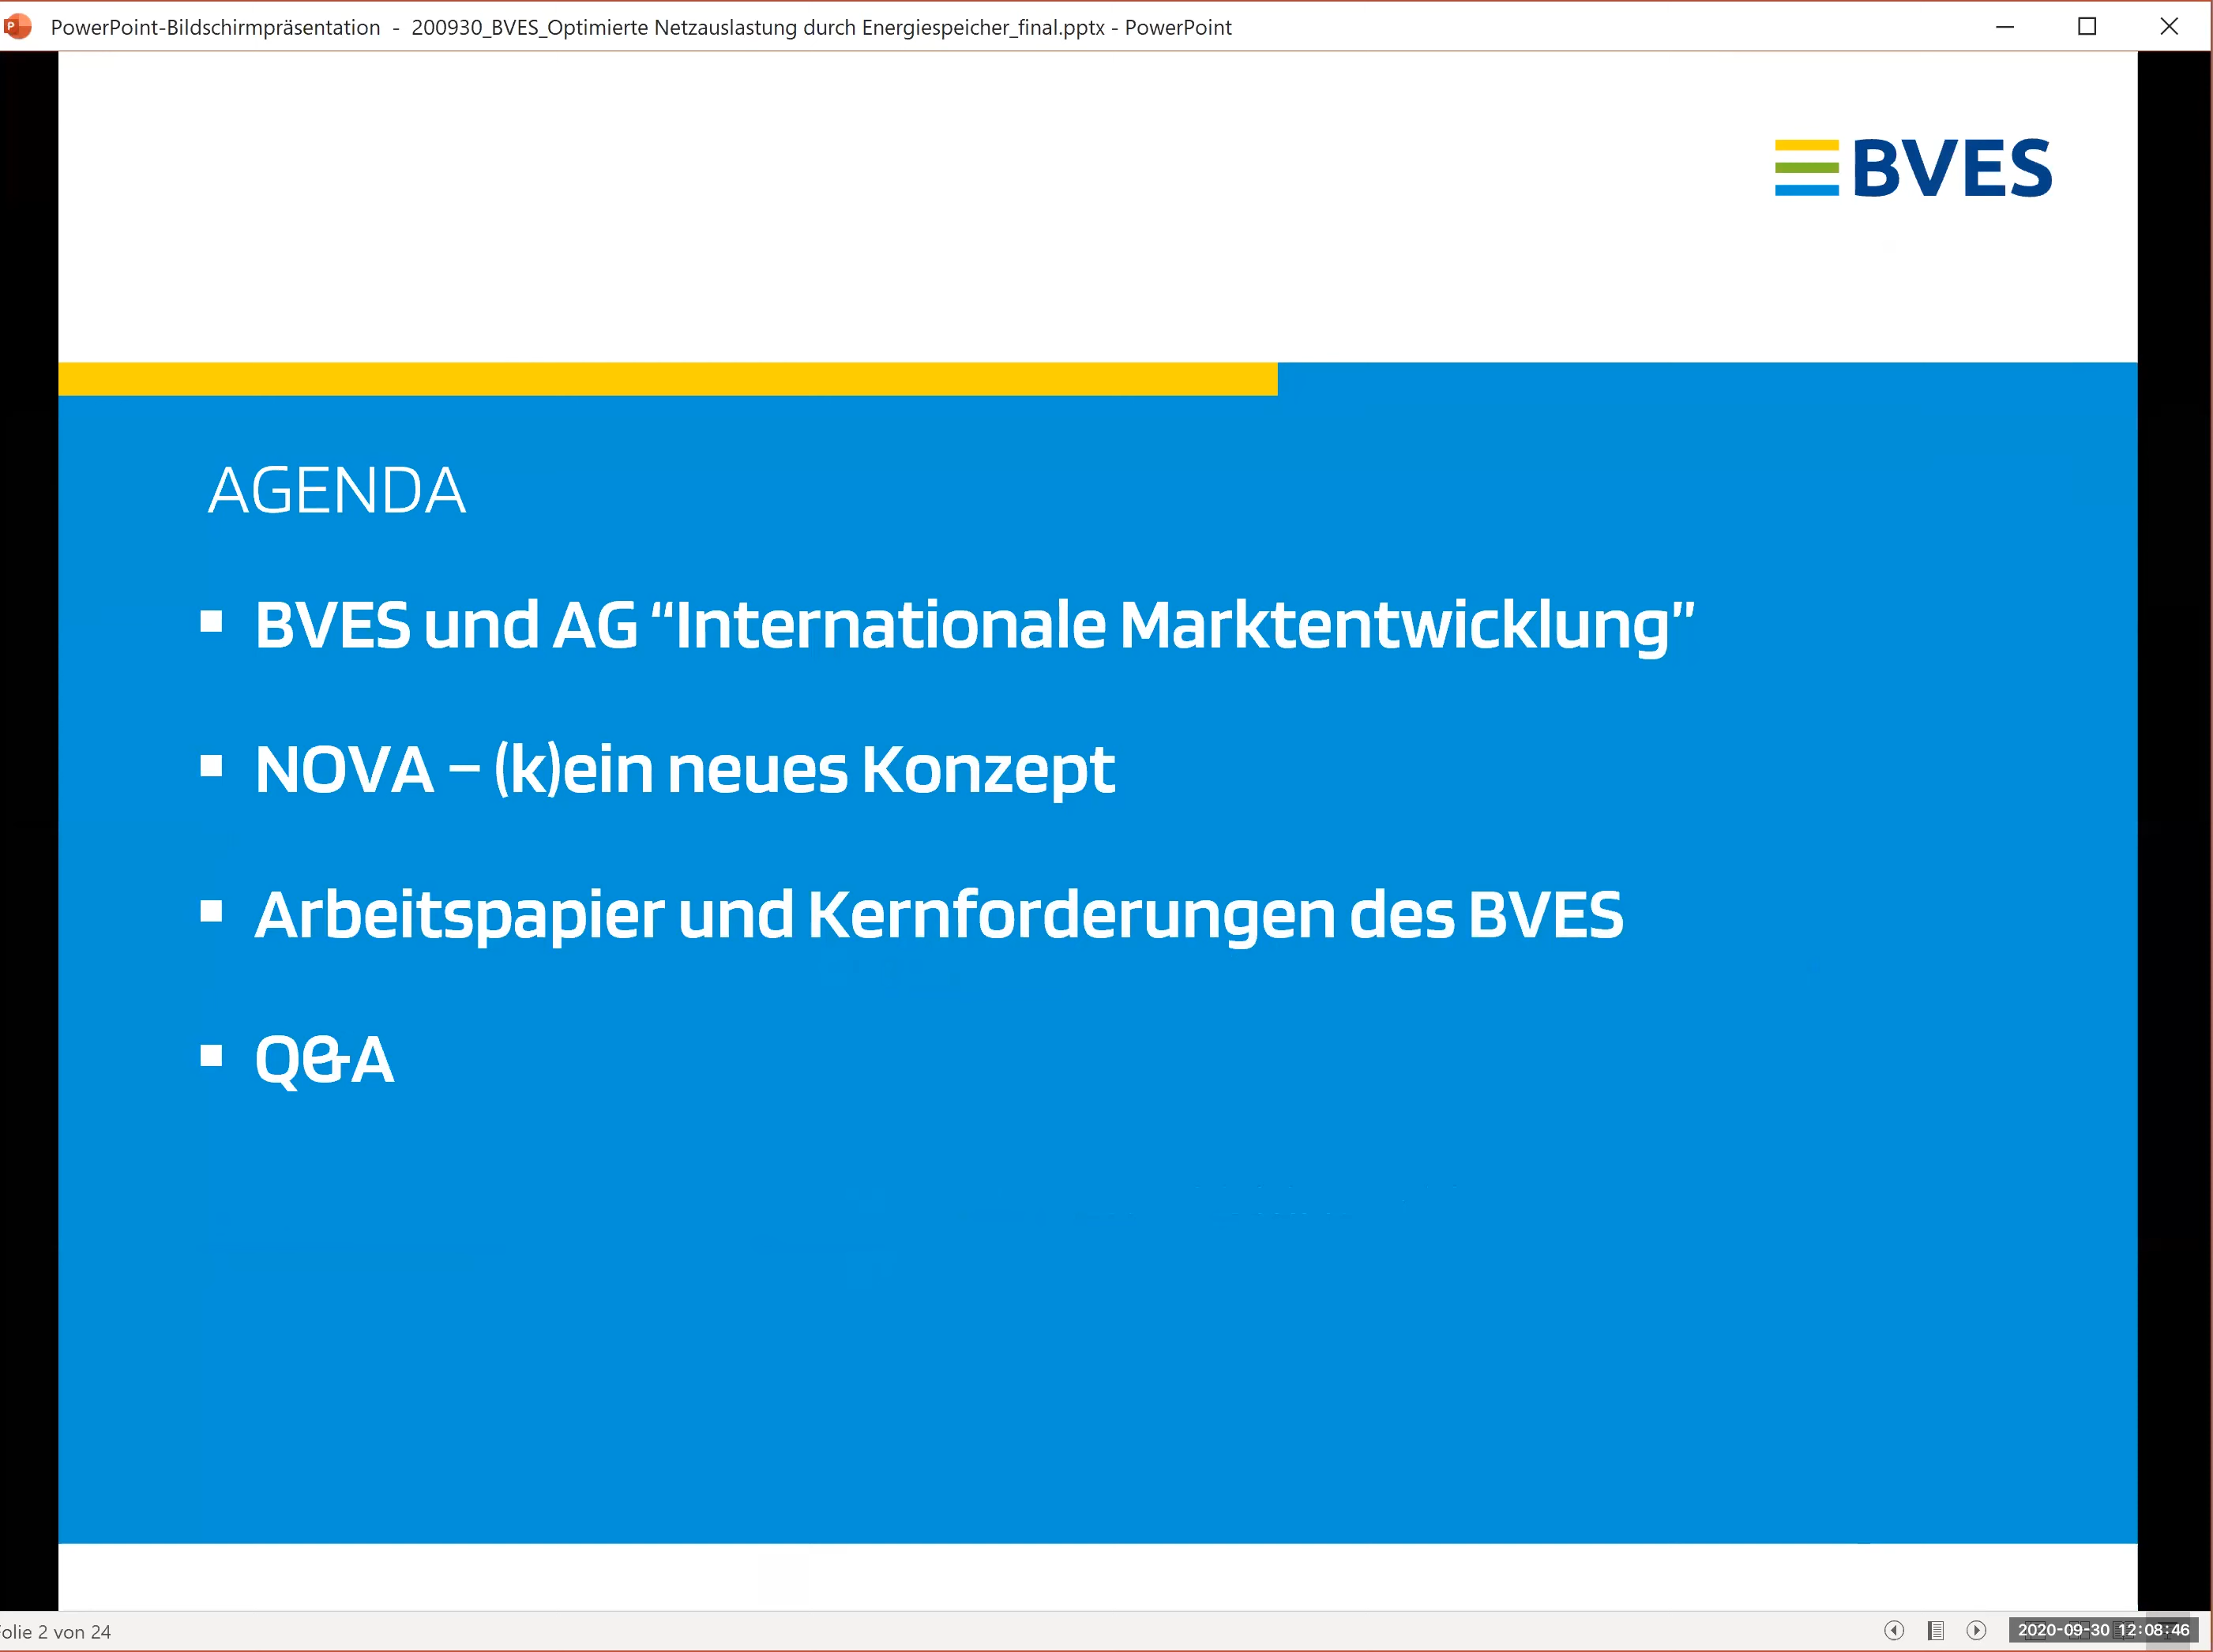 PowerPoint-Bildschirmpräsentation - 200930_BVES_Optimierte Netzauslastung durch Energiespeicher_final.pptx - PowerPoint
BVES
AGENDA
▪ BVES und AG “Internationale Marktentwicklung”
▪ NOVA – (k)ein neues Konzept
▪ Arbeitspapier und Kernforderungen des BVES
▪ Q&A
olie 2 von 24
2020-09-30 12:08:46